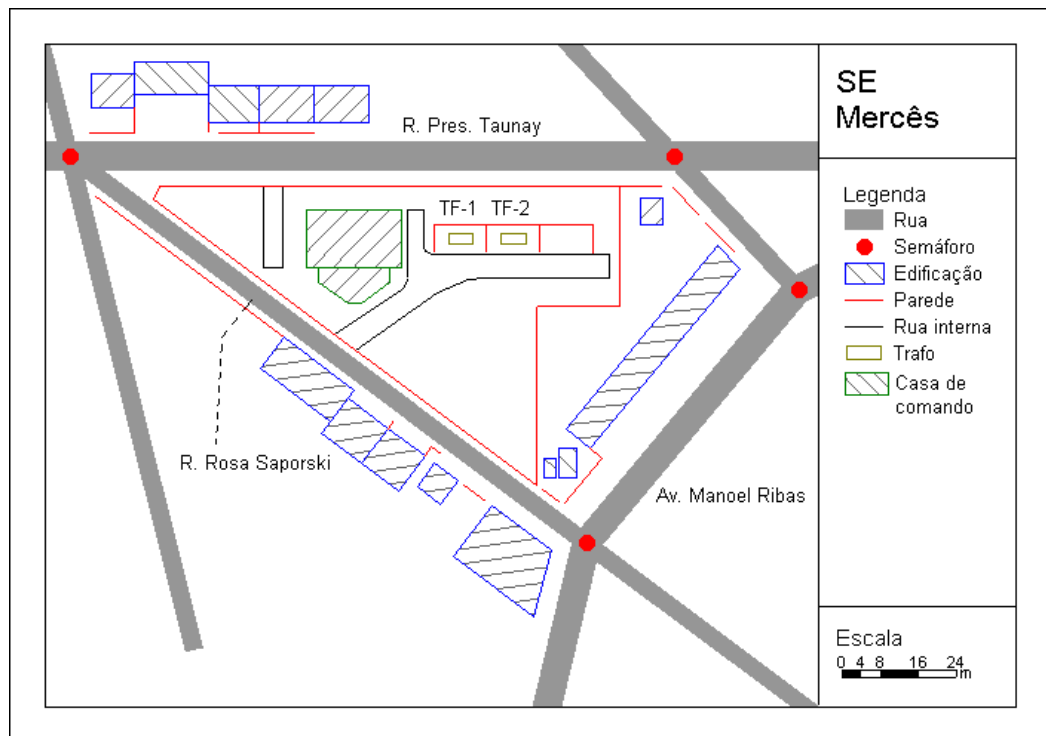 SE
Mercês
R. Pres. Taunay
TF-1 TF-2
R. Rosa Saporski
Av. Manoel Ribas
Legenda
Rua
Semáforo
Edificação
Parede
Rua interna
Trafo
Casa de
comando
Escala
0 4 8 16 24
m